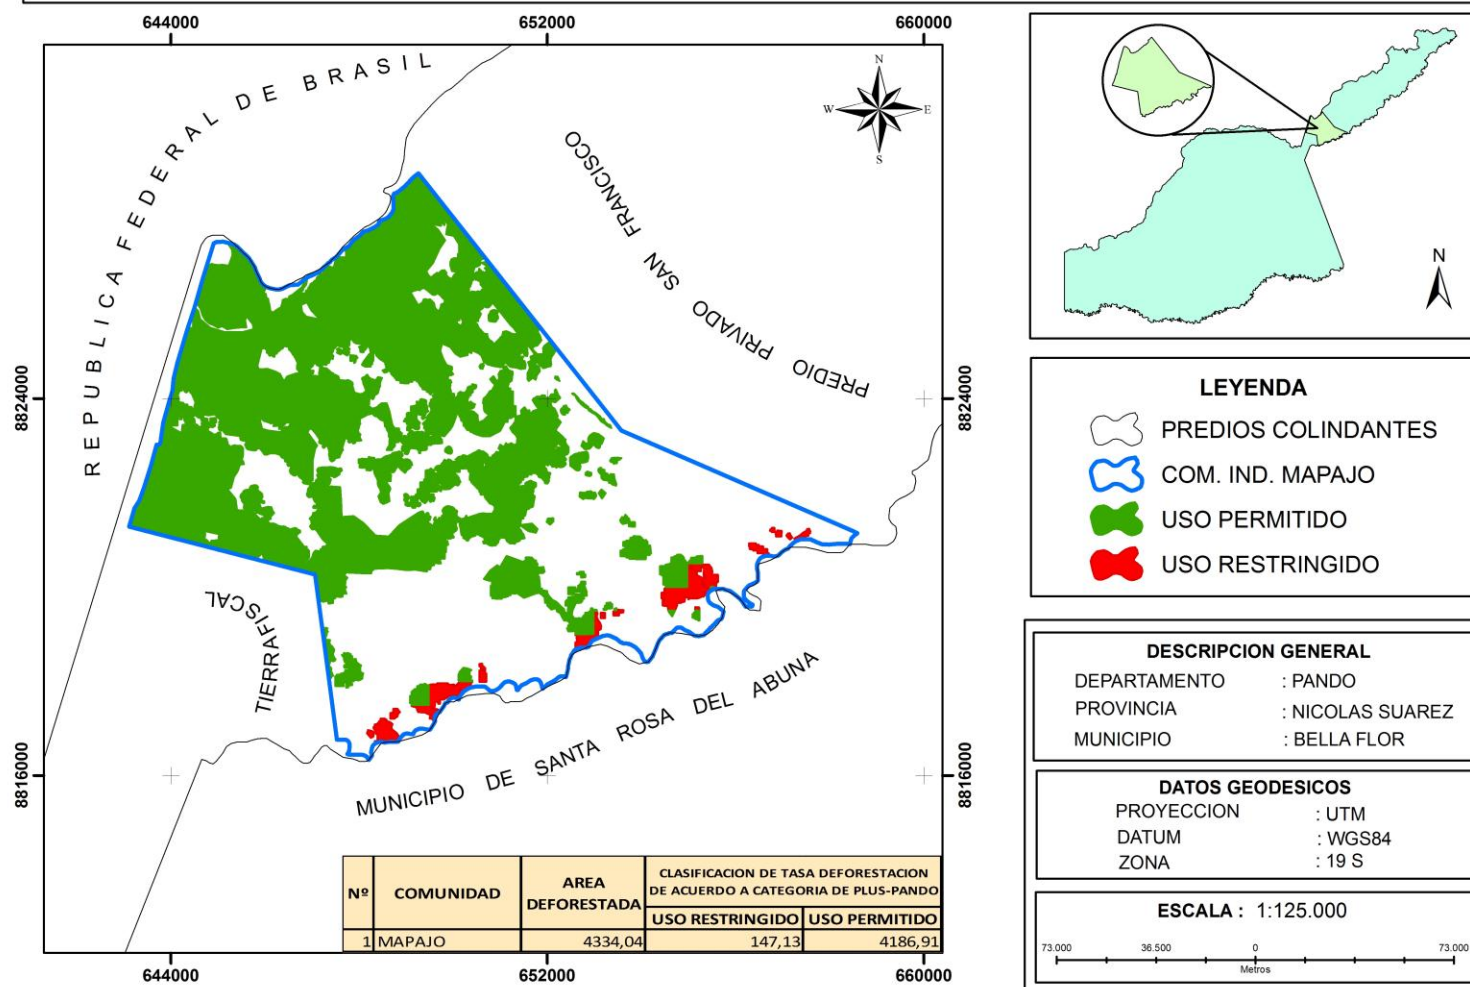 644000
652000
660000
REPUBLICA FEDERAL DE BRASIL
N
W
E
S
PREDIO PRIVADO SAN FRANCISCO
8824000
8824000
TIERRAFISCAL
MUNICIPIO DE SANTA ROSA DEL ABUNA
8816000
8816000
Nº
COMUNIDAD
AREA
DEFORESTADA
CLASIFICACION DE TASA DEFORESTACION
DE ACUERDO A CATEGORIA DE PLUS-PANDO
USO RESTRINGIDO USO PERMITIDO
1 MAPAJO 4334,04 147,13 4186,91
644000
652000
660000
N
LEYENDA
PREDIOS COLINDANTES
COM. IND. MAPAJO
USO PERMITIDO
USO RESTRINGIDO
DESCRIPCION GENERAL
DEPARTAMENTO : PANDO
PROVINCIA : NICOLAS SUAREZ
MUNICIPIO : BELLA FLOR
DATOS GEODESICOS
PROYECCION : UTM
DATUM : WGS84
ZONA : 19 S
ESCALA : 1:125.000
73.000 36.500 0 73.000
Metros